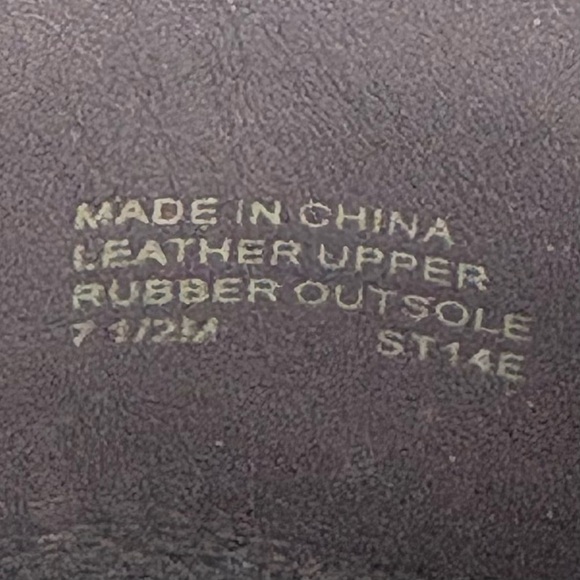 MADE IN CHINA
LEATHER UPPER
RUBBER OUTSOLE
7 1/2M ST14E